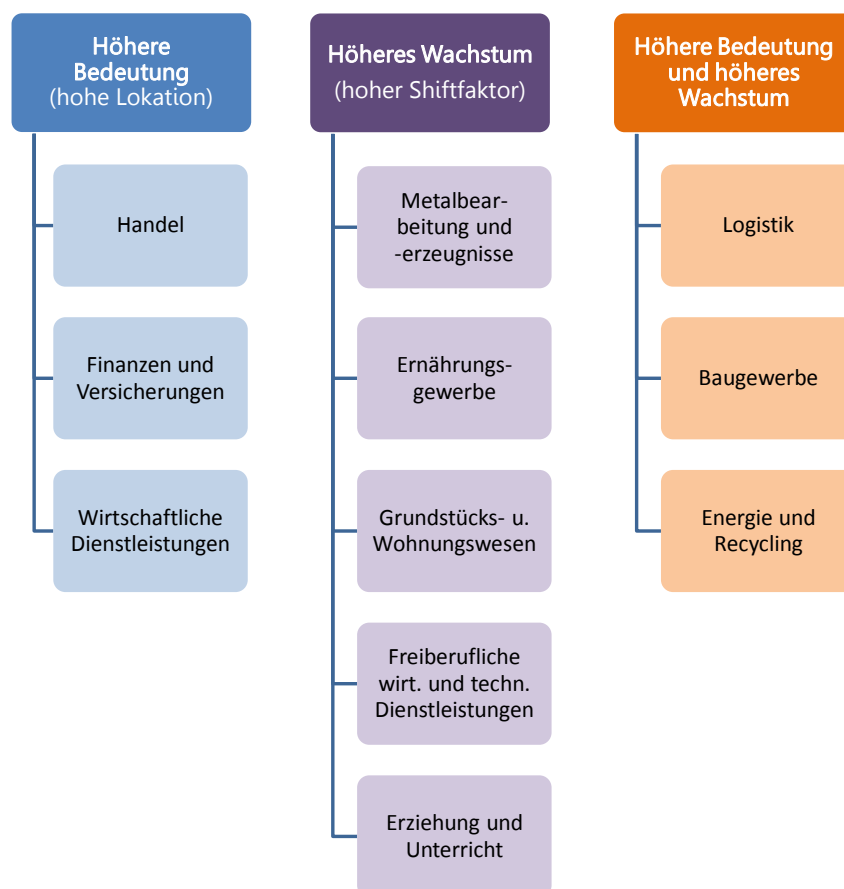 Höhere
Bedeutung
(hohe Lokation)
Handel
Finanzen und
Versicherungen
Wirtschaftliche
Dienstleistungen
Höheres Wachstum
(hoher Shiftfaktor)
Metalbear-
beitung und
-erzeugnisse
Ernährungs-
gewerbe
Grundstücks- u.
Wohnungswesen
Freiberufliche
wirt. und techn.
Dienstleistungen
Erziehung und
Unterricht
Höhere Bedeutung
und höheres
Wachstum
Logistik
Baugewerbe
Energie und
Recycling